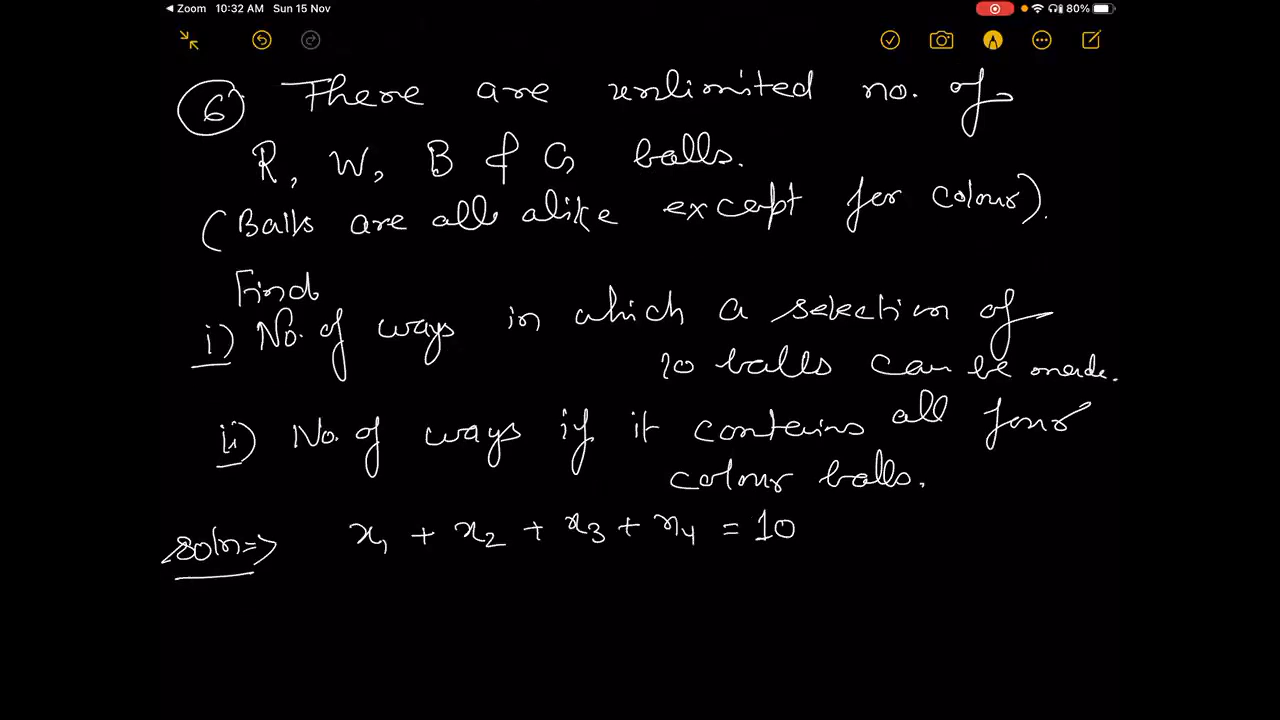 ◀ Zoom 10:32 AM Sun 15 Nov 80%
6 There are unlimited no. of
R, W, B & G balls.
(Balls are all alike except for colour).
Find
i) No. of ways in which a selection of
10 balls can be made.
ii) No. of ways if it contains all four
colour balls.
Soln => x₁ + x₂ + x₃ + x₄ = 10